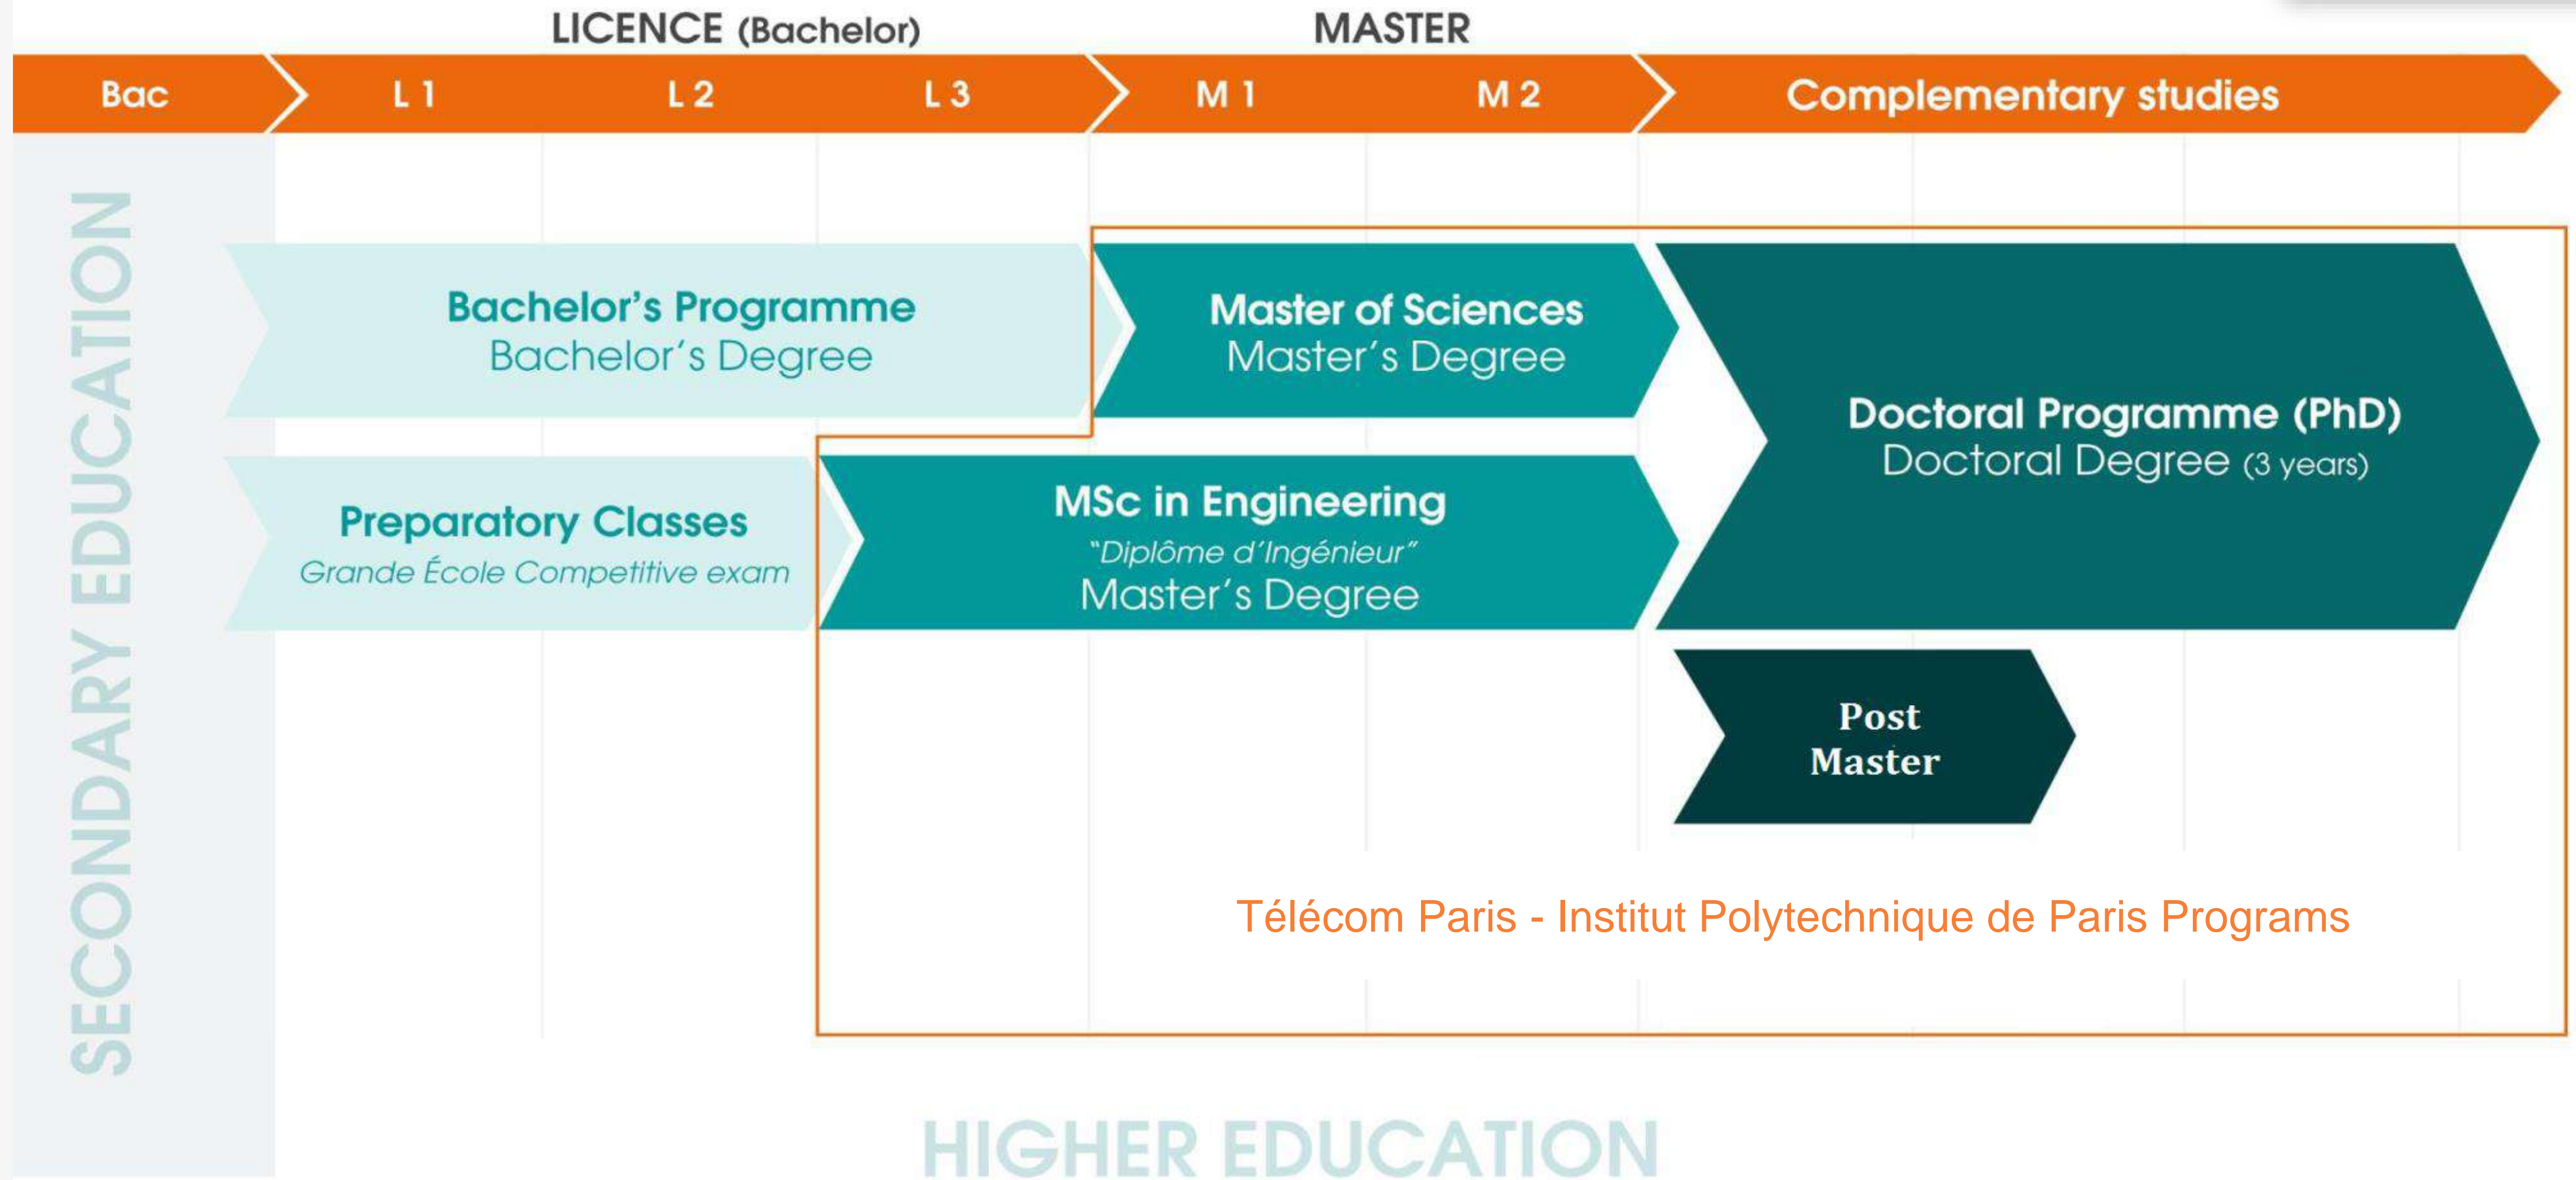 LICENCE (Bachelor)
MASTER
Bac
L 1
L 2
L 3
M 1
M 2
Complementary studies
SECONDARY EDUCATION
Bachelor's Programme
Bachelor's Degree
Master of Sciences
Master's Degree
Doctoral Programme (PhD)
Doctoral Degree (3 years)
Preparatory Classes
Grande École Competitive exam
MSc in Engineering
"Diplôme d'Ingénieur"
Master's Degree
Post
Master
Télécom Paris - Institut Polytechnique de Paris Programs
HIGHER EDUCATION